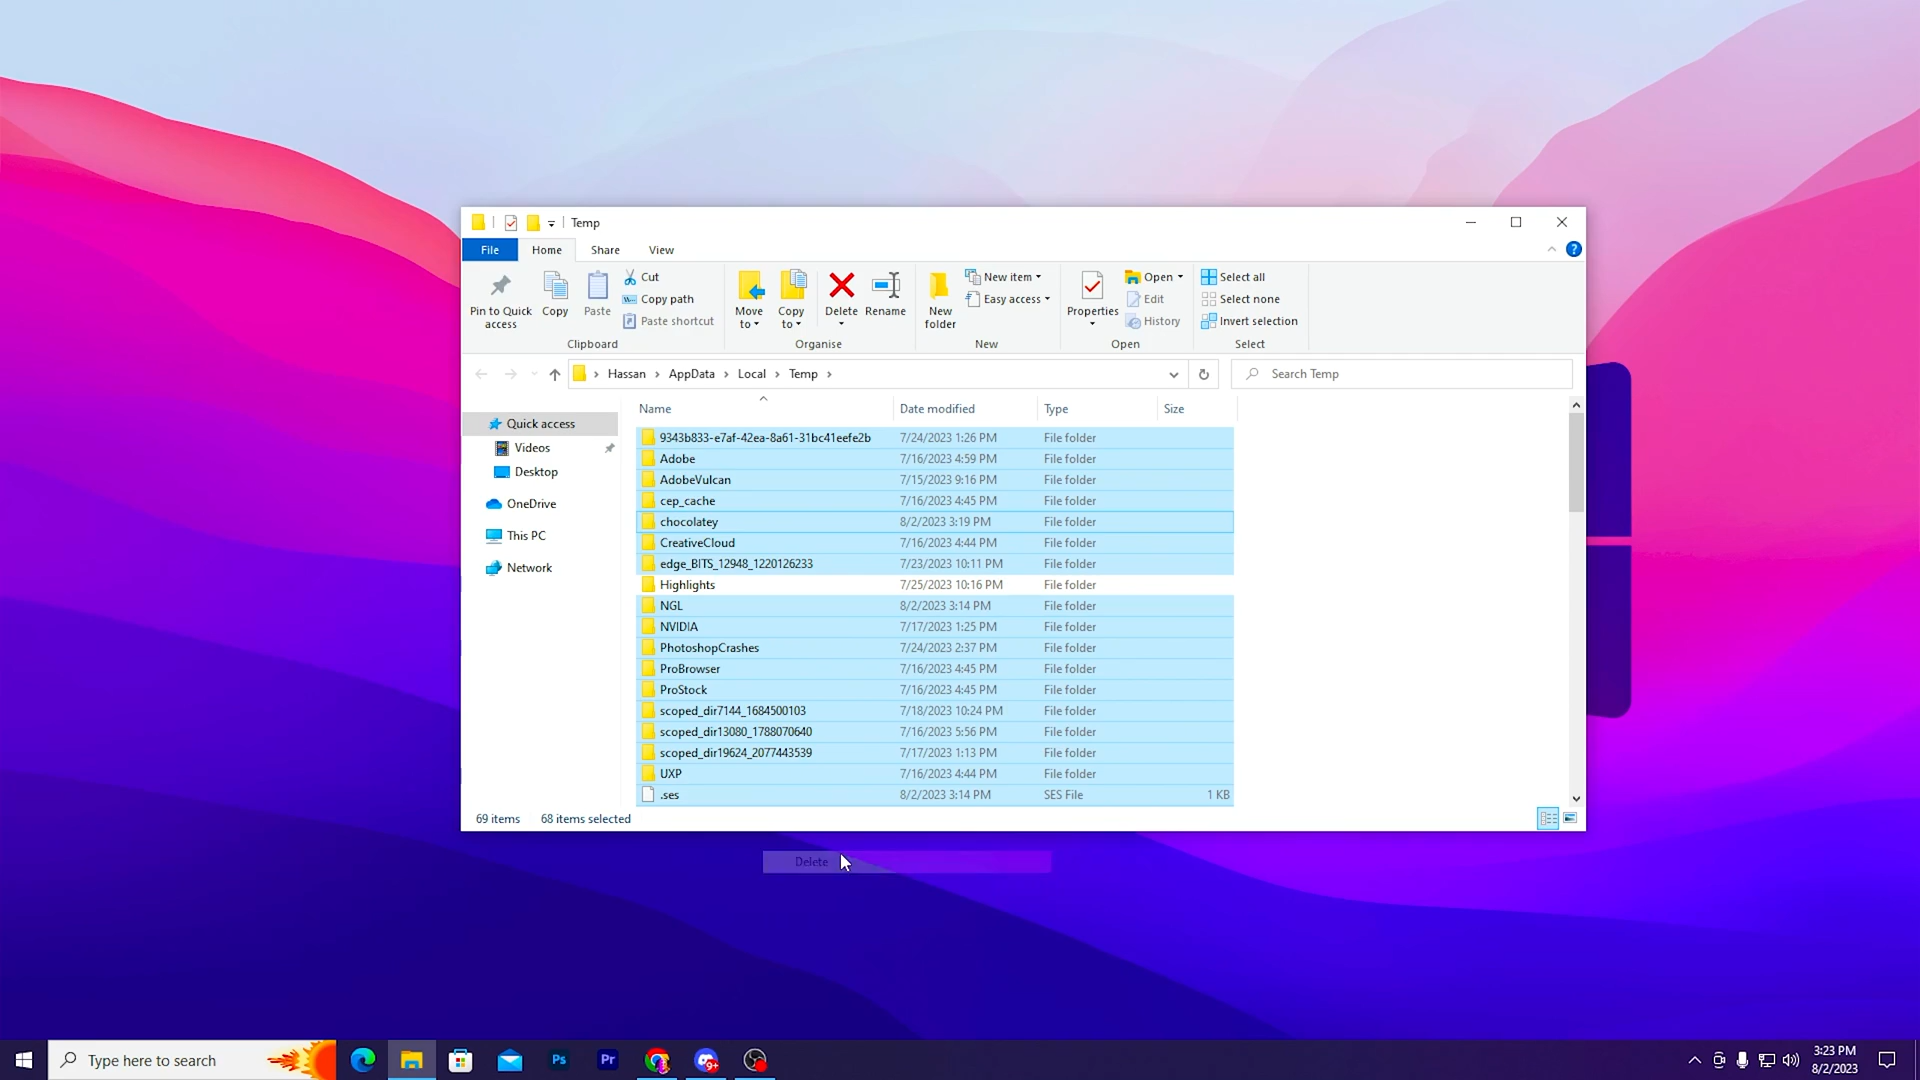 Temp
File Home Share View
Pin to Quick access
Copy
Paste
Cut
Copy path
Paste shortcut
Clipboard
Move to
Copy to
Delete
Rename
Organise
New folder
New item
Easy access
New
Properties
Open
Edit
History
Open
Select all
Select none
Invert selection
Select
Hassan AppData Local Temp
Search Temp
Quick access
Videos
Desktop
OneDrive
This PC
Network
Name Date modified Type Size
9343b833-e7af-42ea-8a61-31bc41eefe2b 7/24/2023 1:26 PM File folder
Adobe 7/16/2023 4:59 PM File folder
AdobeVulcan 7/15/2023 9:16 PM File folder
cep_cache 7/16/2023 4:45 PM File folder
chocolatey 8/2/2023 3:19 PM File folder
CreativeCloud 7/16/2023 4:44 PM File folder
edge_BITS_12948_1220126233 7/23/2023 10:11 PM File folder
Highlights 7/25/2023 10:16 PM File folder
NGL 8/2/2023 3:14 PM File folder
NVIDIA 7/17/2023 1:25 PM File folder
PhotoshopCrashes 7/24/2023 2:37 PM File folder
ProBrowser 7/16/2023 4:45 PM File folder
ProStock 7/16/2023 4:45 PM File folder
scoped_dir7144_1684500103 7/18/2023 10:24 PM File folder
scoped_dir13080_1788070640 7/16/2023 5:56 PM File folder
scoped_dir19624_2077443539 7/17/2023 1:13 PM File folder
UXP 7/16/2023 4:44 PM File folder
.ses 8/2/2023 3:14 PM SES File 1 KB
69 items 68 items selected
Delete
Type here to search
Ps
Pr
9+
3:23 PM
8/2/2023